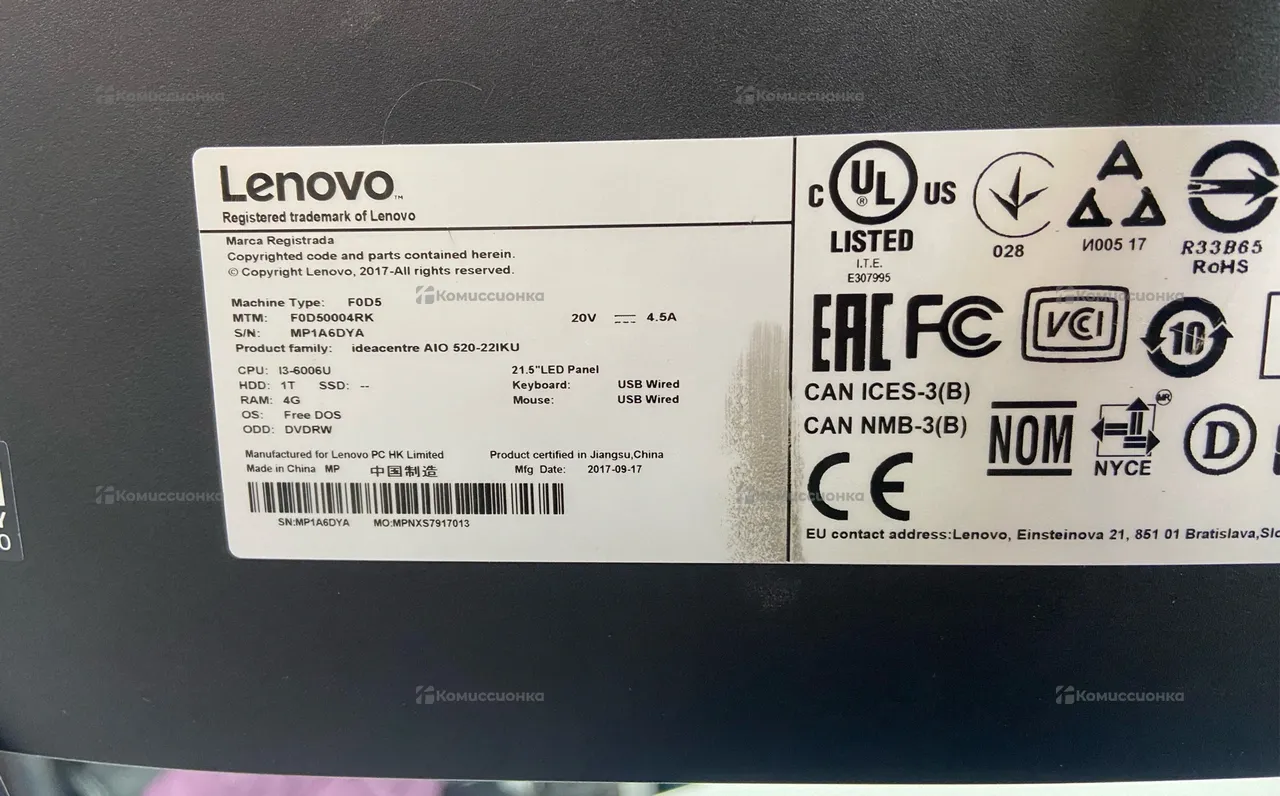 Lenovo™
Registered trademark of Lenovo
Marca Registrada
Copyrighted code and parts contained herein.
© Copyright Lenovo, 2017-All rights reserved.
Machine Type: F0D5
MTM: F0D50004RK
20V 4.5A
S/N: MP1A6DYA
Product family: ideacentre AIO 520-22IKU
CPU: I3-6006U
21.5"LED Panel
HDD: 1T SSD: --
Keyboard: USB Wired
RAM: 4G
Mouse: USB Wired
OS: Free DOS
ODD: DVDRW
Manufactured for Lenovo PC HK Limited
Product certified in Jiangsu,China
Made in China MP 中国制造
Mfg Date: 2017-09-17
SN:MP1A6DYA MO:MPNXS7917013
C UL ® US
LISTED
I.T.E.
E307995
028
И005 17
R33B65
RoHS
EAC FC VCCI 10
CAN ICES-3(B)
CAN NMB-3(B)
NOM
NYCE
MR
D
CE
EU contact address:Lenovo, Einsteinova 21, 851 01 Bratislava,
Комиссионка
Комиссионка
Комиссионка
Комиссионка
Комиссионка
Комиссионка
Комиссионка
Комиссионка